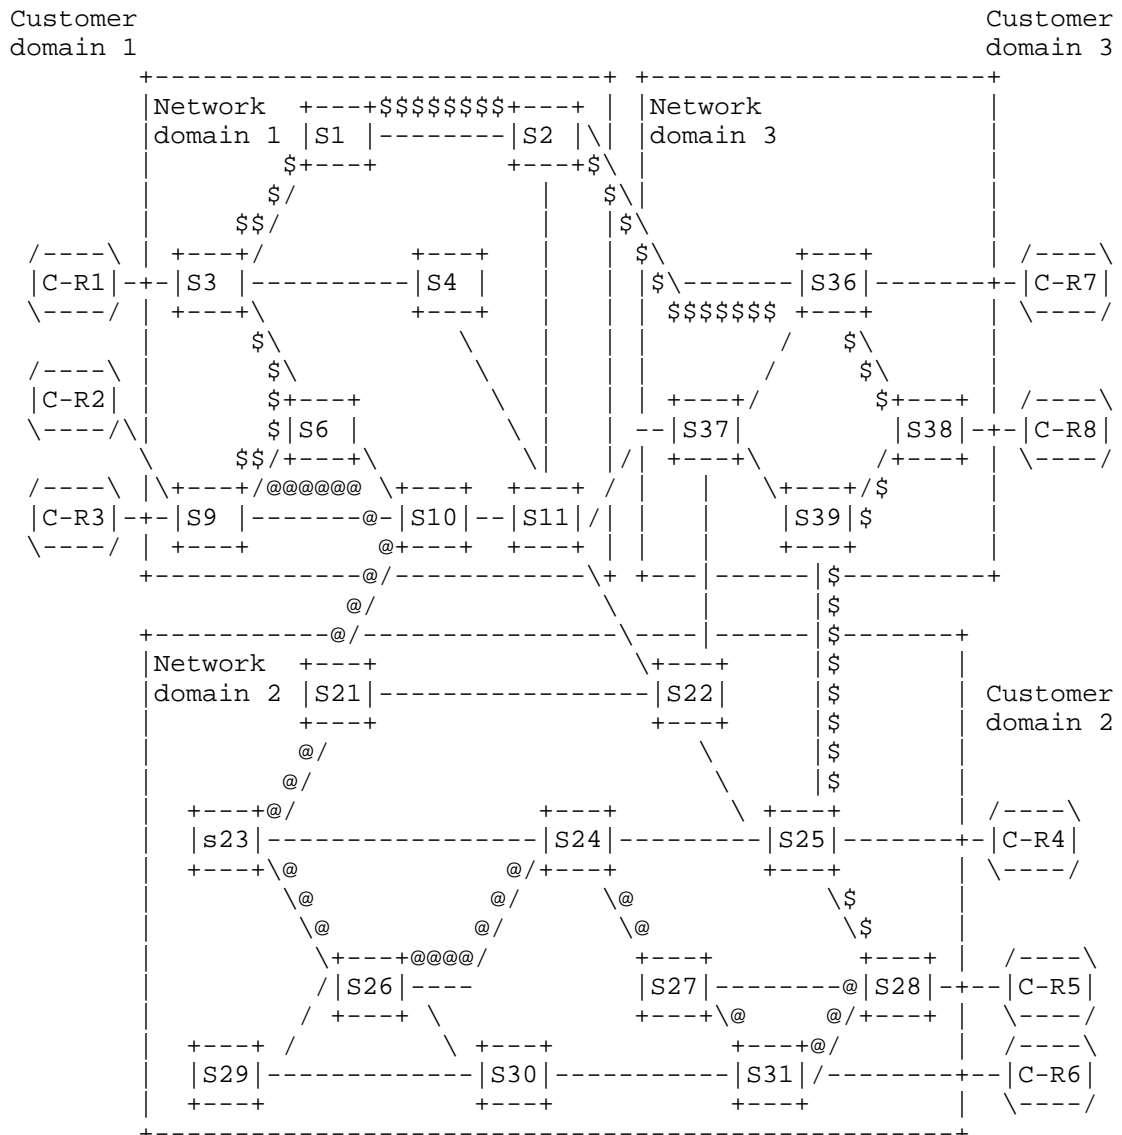 Customer Customer
domain 1 domain 3
Network Network
domain 1 S1 S2 domain 3
C-R1 S3 S4 S36 C-R7
C-R2 S6 S37 S38 C-R8
C-R3 S9 S10 S11 S39
Network
domain 2 S21 S22 Customer
domain 2
s23 S24 S25 C-R4
S26 S27 S28 C-R5
S29 S30 S31 C-R6